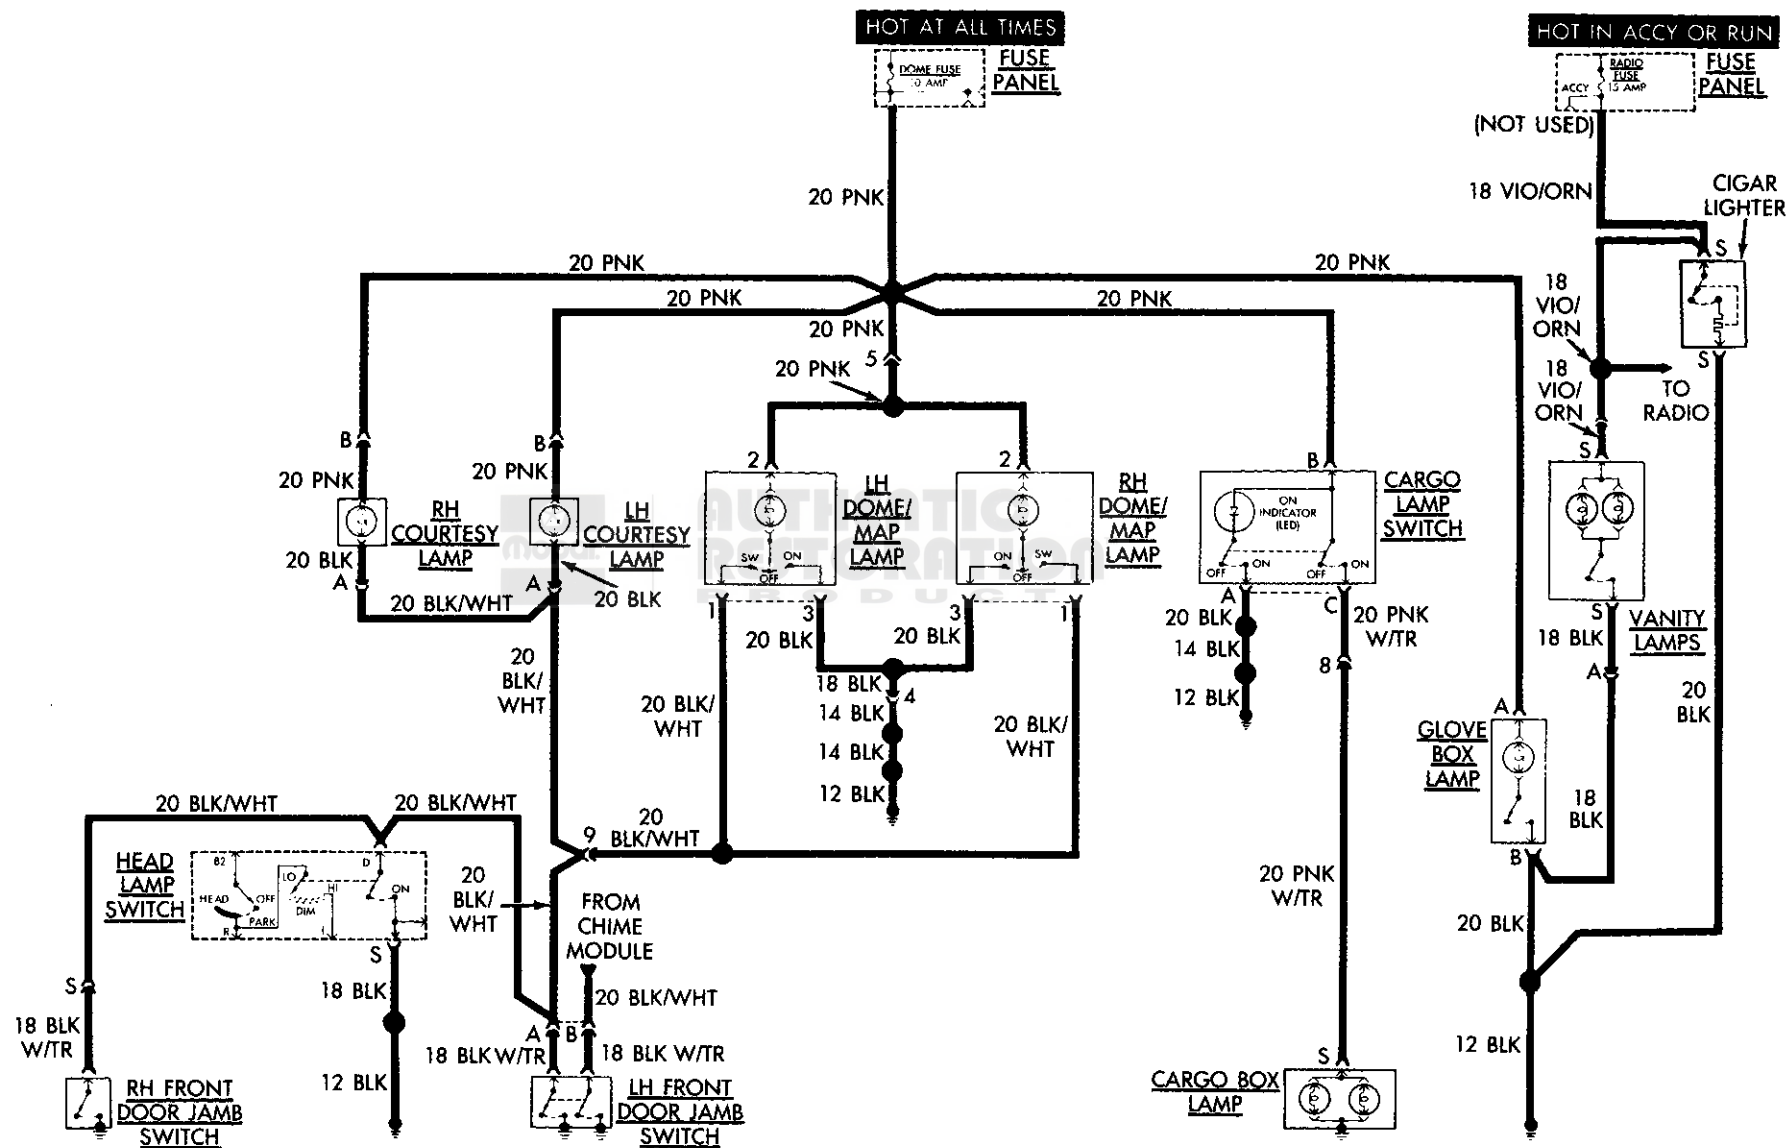 HOT AT ALL TIMES
DOME FUSE
10 AMP
FUSE
PANEL
HOT IN ACCY OR RUN
RADIO
FUSE
15 AMP
ACCY
FUSE
PANEL
(NOT USED)
20 PNK
18 VIO/ORN
CIGAR
LIGHTER
S
20 PNK
20 PNK
20 PNK
20 PNK
20 PNK
18
VIO/
ORN
5
20 PNK
S
18
VIO/
ORN
TO
RADIO
B
B
20 PNK
20 PNK
2
2
B
S
RH
COURTESY
LAMP
LH
COURTESY
LAMP
LH
DOME/
MAP
LAMP
RH
DOME/
MAP
LAMP
ON
INDICATOR
(LED)
CARGO
LAMP
SWITCH
AUTHENTIC
RESTORATION
PRODUCT
SW
ON
OFF
ON
SW
OFF
OFF
ON
OFF
ON
20 BLK
A
20 BLK/WHT
A
20 BLK
1
3
3
1
A
C
S
VANITY
LAMPS
20 BLK
20 BLK
20 BLK
20 PNK
W/TR
18 BLK
14 BLK
8
A
12 BLK
20
BLK/
WHT
18 BLK
4
14 BLK
14 BLK
12 BLK
20 BLK/
WHT
20 BLK/
WHT
20
BLK
A
GLOVE
BOX
LAMP
18
BLK
B
20 BLK/WHT
20 BLK/WHT
9
20
BLK/WHT
HEAD
LAMP
SWITCH
B2
D
LO
HI
ON
HEAD
OFF
PARK
DIM
R
I
S
20
BLK/
WHT
FROM
CHIME
MODULE
20 PNK
W/TR
20 BLK
S
18 BLK
20 BLK/WHT
18 BLK
W/TR
A
B
18 BLK W/TR
18 BLK W/TR
12 BLK
12 BLK
S
RH FRONT
DOOR JAMB
SWITCH
LH FRONT
DOOR JAMB
SWITCH
CARGO BOX
LAMP